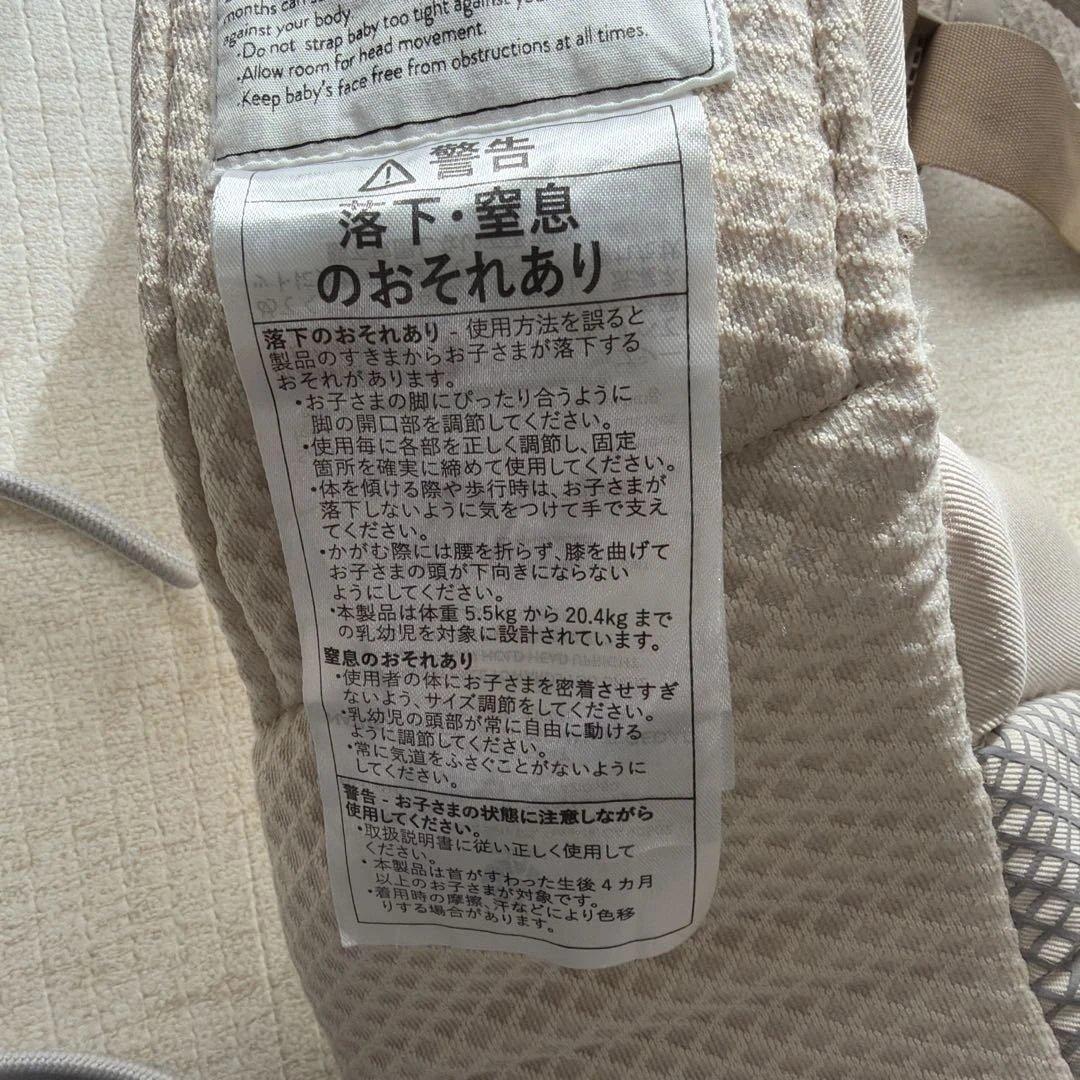 months can
against your body.
·Do not strap baby too tight against
·Allow room for head movement.
·Keep baby's face free from obstructions at all times.
警告
落下・窒息
のおそれあり
落下のおそれあり - 使用方法を誤ると
製品のすきまからお子さまが落下する
おそれがあります。
・お子さまの脚にぴったり合うように
脚の開口部を調節してください。
・使用毎に各部を正しく調節し、固定
箇所を確実に締めて使用してください。
・体を傾ける際や歩行時は、お子さまが
落下しないように気をつけて手で支え
てください。
・かがむ際には腰を折らず、膝を曲げて
お子さまの頭が下向きにならない
ようにしてください。
・本製品は体重 5.5kg から 20.4kg まで
の乳幼児を対象に設計されています。
窒息のおそれあり
・使用者の体にお子さまを密着させすぎ
ないよう、サイズ調節をしてください。
・乳幼児の頭部が常に自由に動ける
ように調節してください。
・常に気道をふさぐことがないように
してください。
警告 - お子さまの状態に注意しながら
使用してください。
・取扱説明書に従い正しく使用して
ください。
・本製品は首がすわった生後 4 カ月
以上のお子さまが対象です。
・着用時の摩擦、汗などにより色移
りする場合があります。